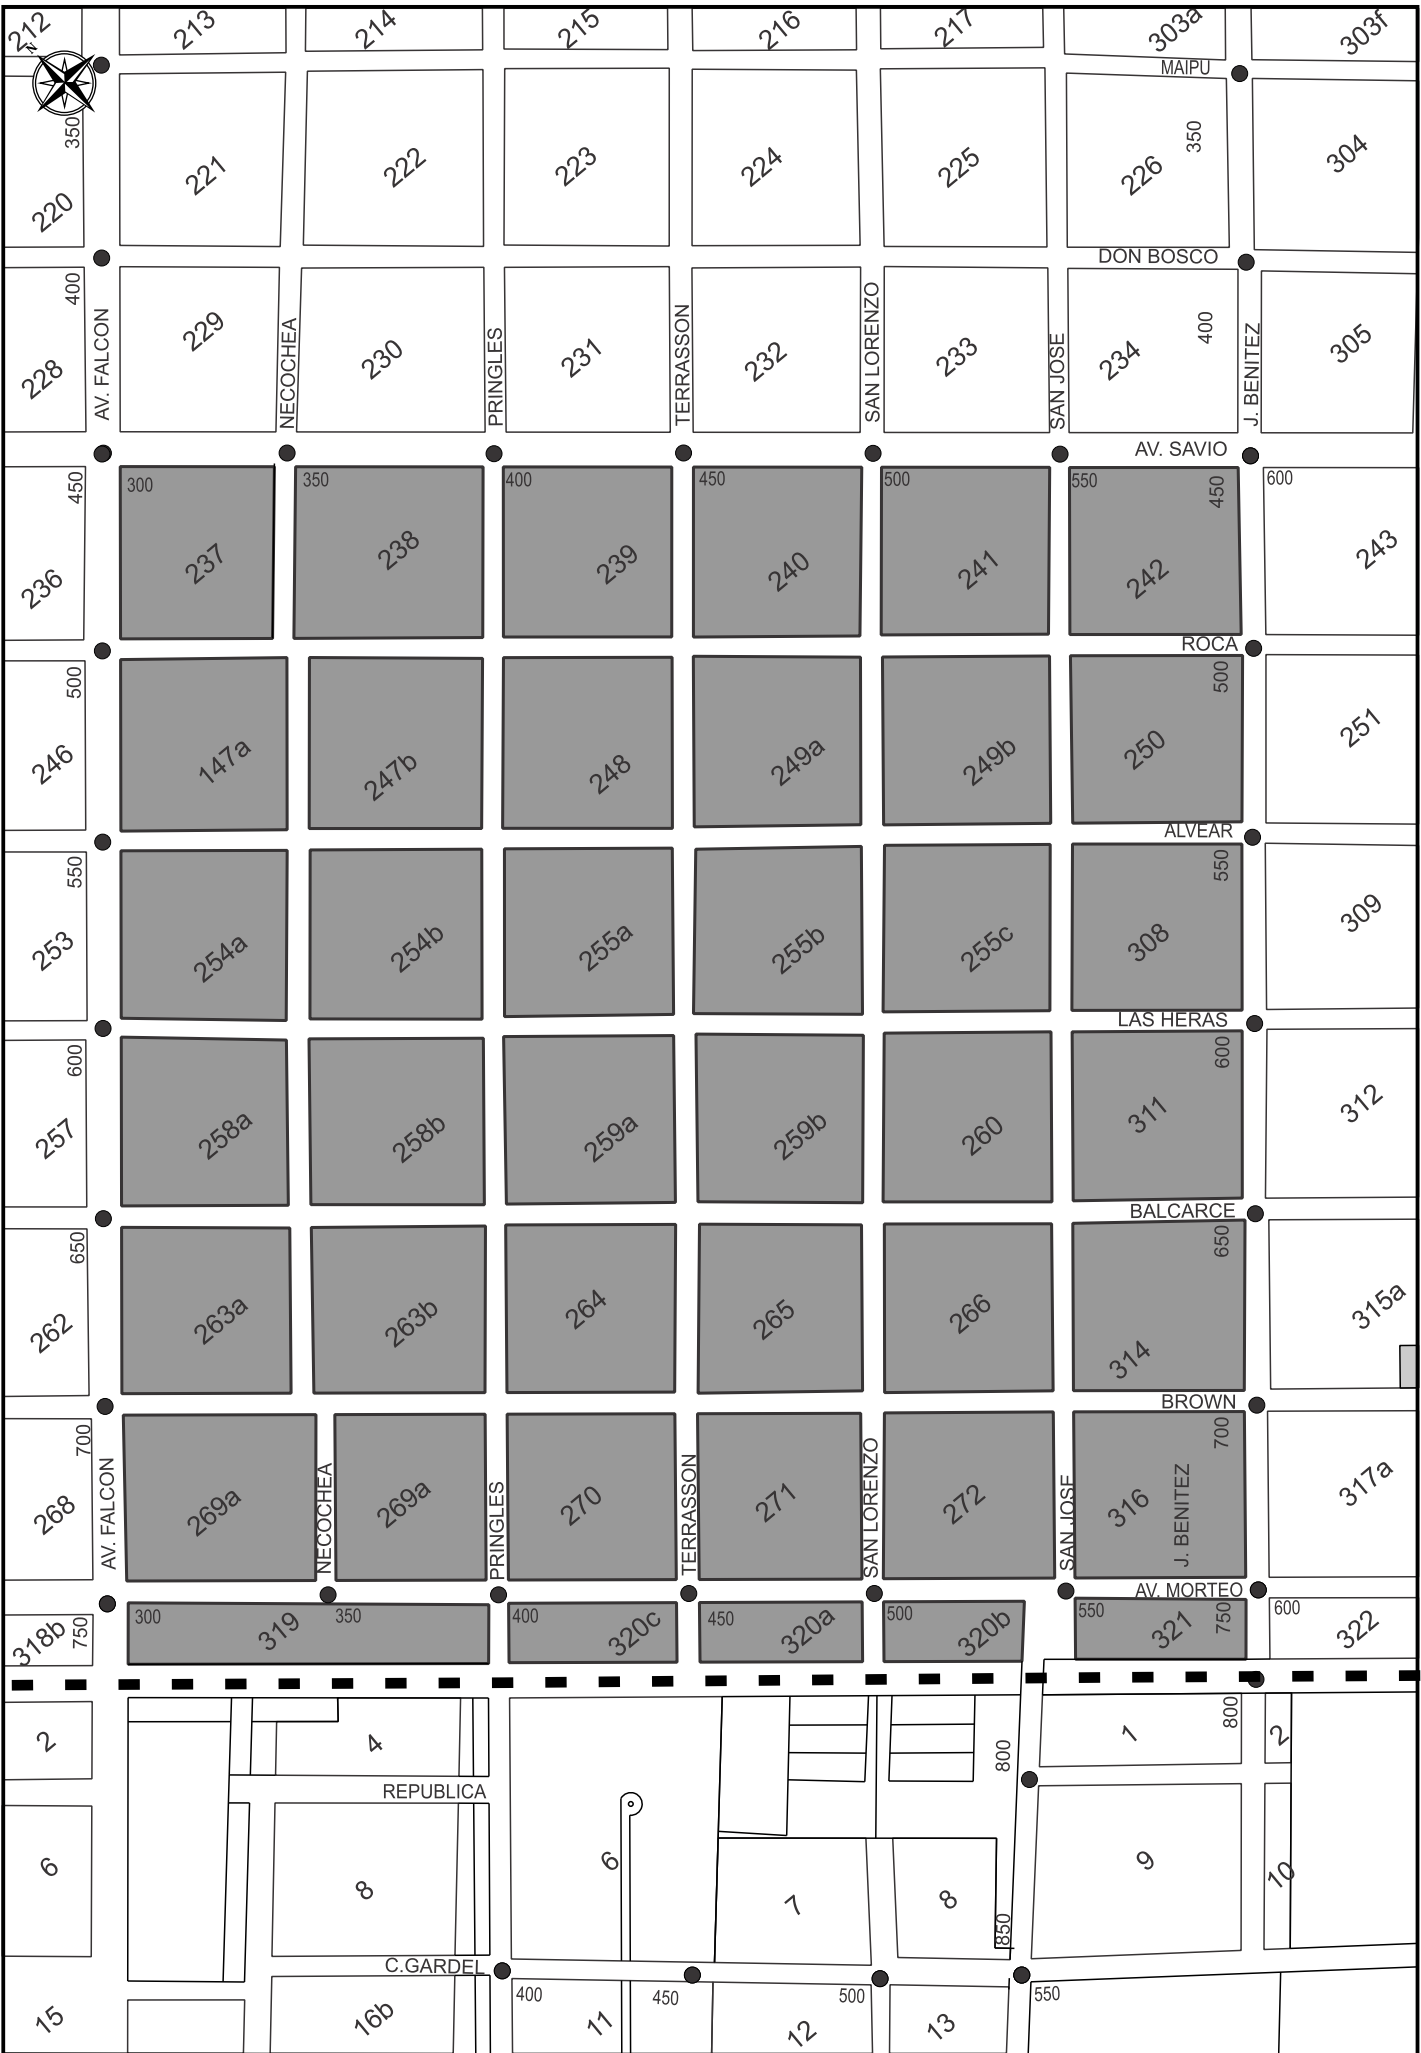 212
213
214
215
216
217
303a
303f
N
MAIPU
350
221
222
223
224
225
226
350
304
220
DON BOSCO
400
AV. FALCON
229
NECOCHEA
230
PRINGLES
231
TERRASSON
232
SAN LORENZO
233
SAN JOSE
234
400
J. BENITEZ
305
228
AV. SAVIO
450
300
350
400
450
500
550
450
600
236
237
238
239
240
241
242
243
ROCA
500
500
246
147a
247b
248
249a
249b
250
251
ALVEAR
550
550
253
254a
254b
255a
255b
255c
308
309
LAS HERAS
600
600
257
258a
258b
259a
259b
260
311
312
BALCARCE
650
650
262
263a
263b
264
265
266
314
315a
BROWN
700
700
268
AV. FALCON
269a
NECOCHEA
269a
PRINGLES
270
TERRASSON
271
SAN LORENZO
272
SAN JOSE
316
J. BENITEZ
317a
AV. MORTEO
318b
750
300
319
350
400
320c
450
320a
500
320b
550
321
750
600
322
2
4
800
1
800
2
REPUBLICA
6
8
6
7
8
850
9
10
C.GARDEL
400
450
500
550
15
16b
11
12
13